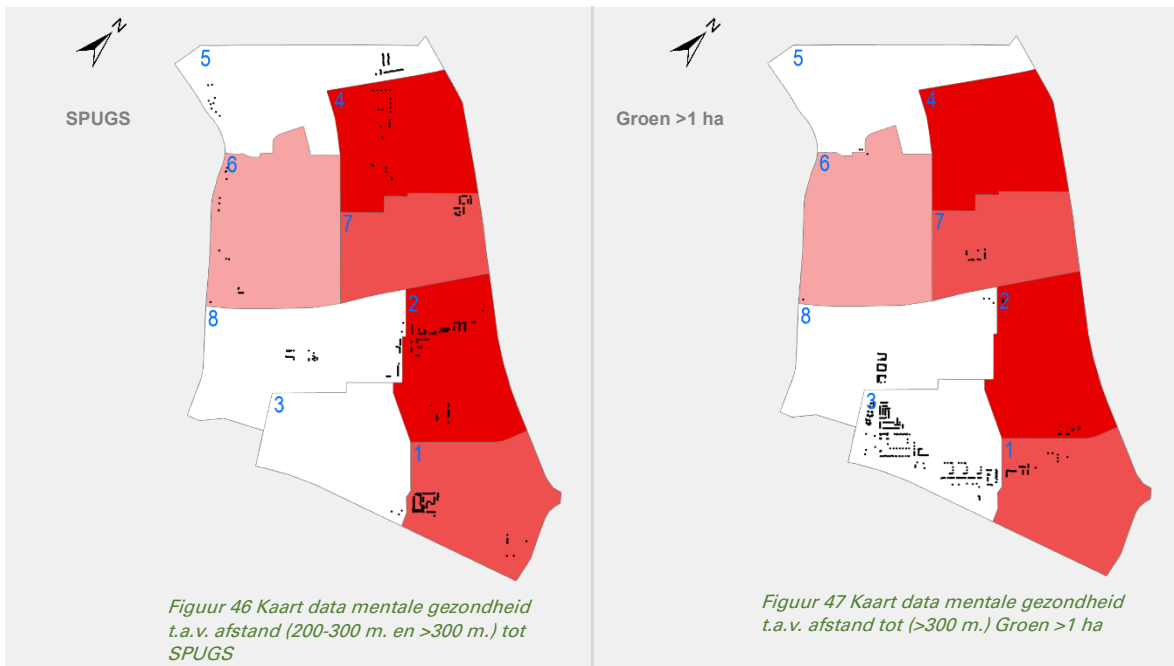 N
5
SPUGS
4
6
7
2
8
3
1
Figuur 46 Kaart data mentale gezondheid
t.a.v. afstand (200-300 m. en >300 m.) tot
SPUGS
N
5
Groen >1 ha
4
6
7
2
8
3
1
Figuur 47 Kaart data mentale gezondheid
t.a.v. afstand tot (>300 m.) Groen >1 ha